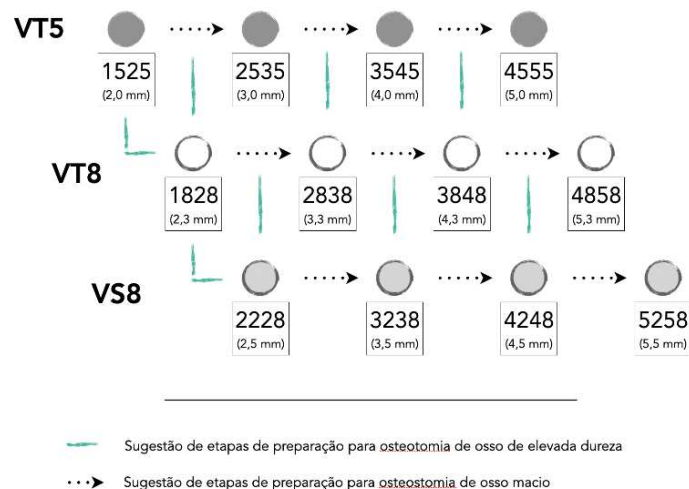 VT5
1525 2535 3545 4555
(2,0 mm) (3,0 mm) (4,0 mm) (5,0 mm)
VT8
1828 2838 3848 4858
(2,3 mm) (3,3 mm) (4,3 mm) (5,3 mm)
VS8
2228 3238 4248 5258
(2,5 mm) (3,5 mm) (4,5 mm) (5,5 mm)
Sugestão de etapas de preparação para osteotomia de osso de elevada dureza
Sugestão de etapas de preparação para osteostomia de osso macio